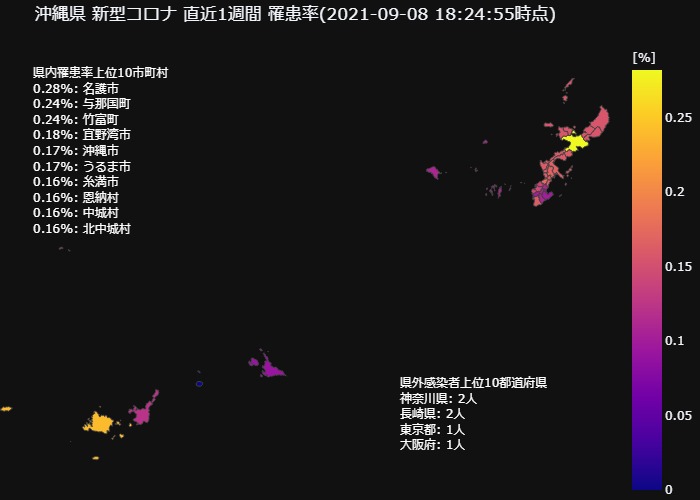 沖縄県 新型コロナ 直近1週間 罹患率(2021-09-08 18:24:55時点)
県内罹患率上位10市町村
0.28%: 名護市
0.24%: 与那国町
0.24%: 竹富町
0.18%: 宜野湾市
0.17%: 沖縄市
0.17%: うるま市
0.16%: 糸満市
0.16%: 恩納村
0.16%: 中城村
0.16%: 北中城村
[%]
0.25
0.2
0.15
0.1
0.05
0
県外感染者上位10都道府県
神奈川県: 2人
長崎県: 2人
東京都: 1人
大阪府: 1人